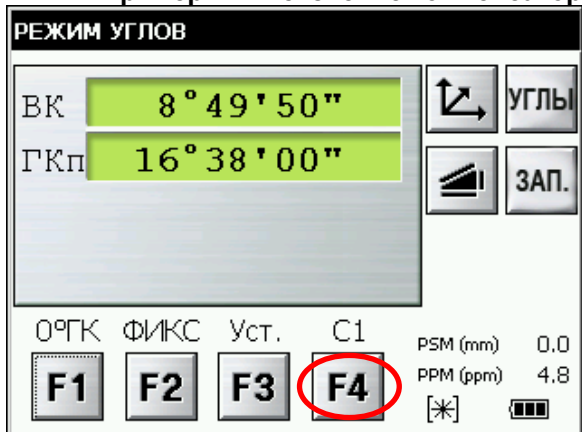 РЕЖИМ УГЛОВ
ВК 8°49'50"
УГЛЫ
ГКп 16°38'00"
ЗАП.
0°ГК ФИКС Уст. С1
F1 F2 F3 F4
PSM (mm) 0.0
PPM (ppm) 4.8
[✳]